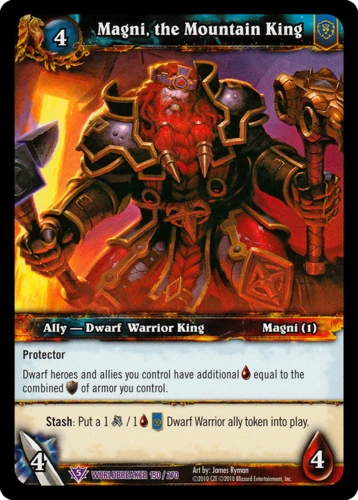 4
Magni, the Mountain King
Ally — Dwarf Warrior King
Magni (1)
Protector
Dwarf heroes and allies you control have additional equal to the
combined of armor you control.
Stash: Put a 1 / 1 Dwarf Warrior ally token into play.
4
5
WORLDBREAKER 150 / 270
Art by: James Ryman
©2010 CZE ©2010 Blizzard Entertainment, Inc.
4